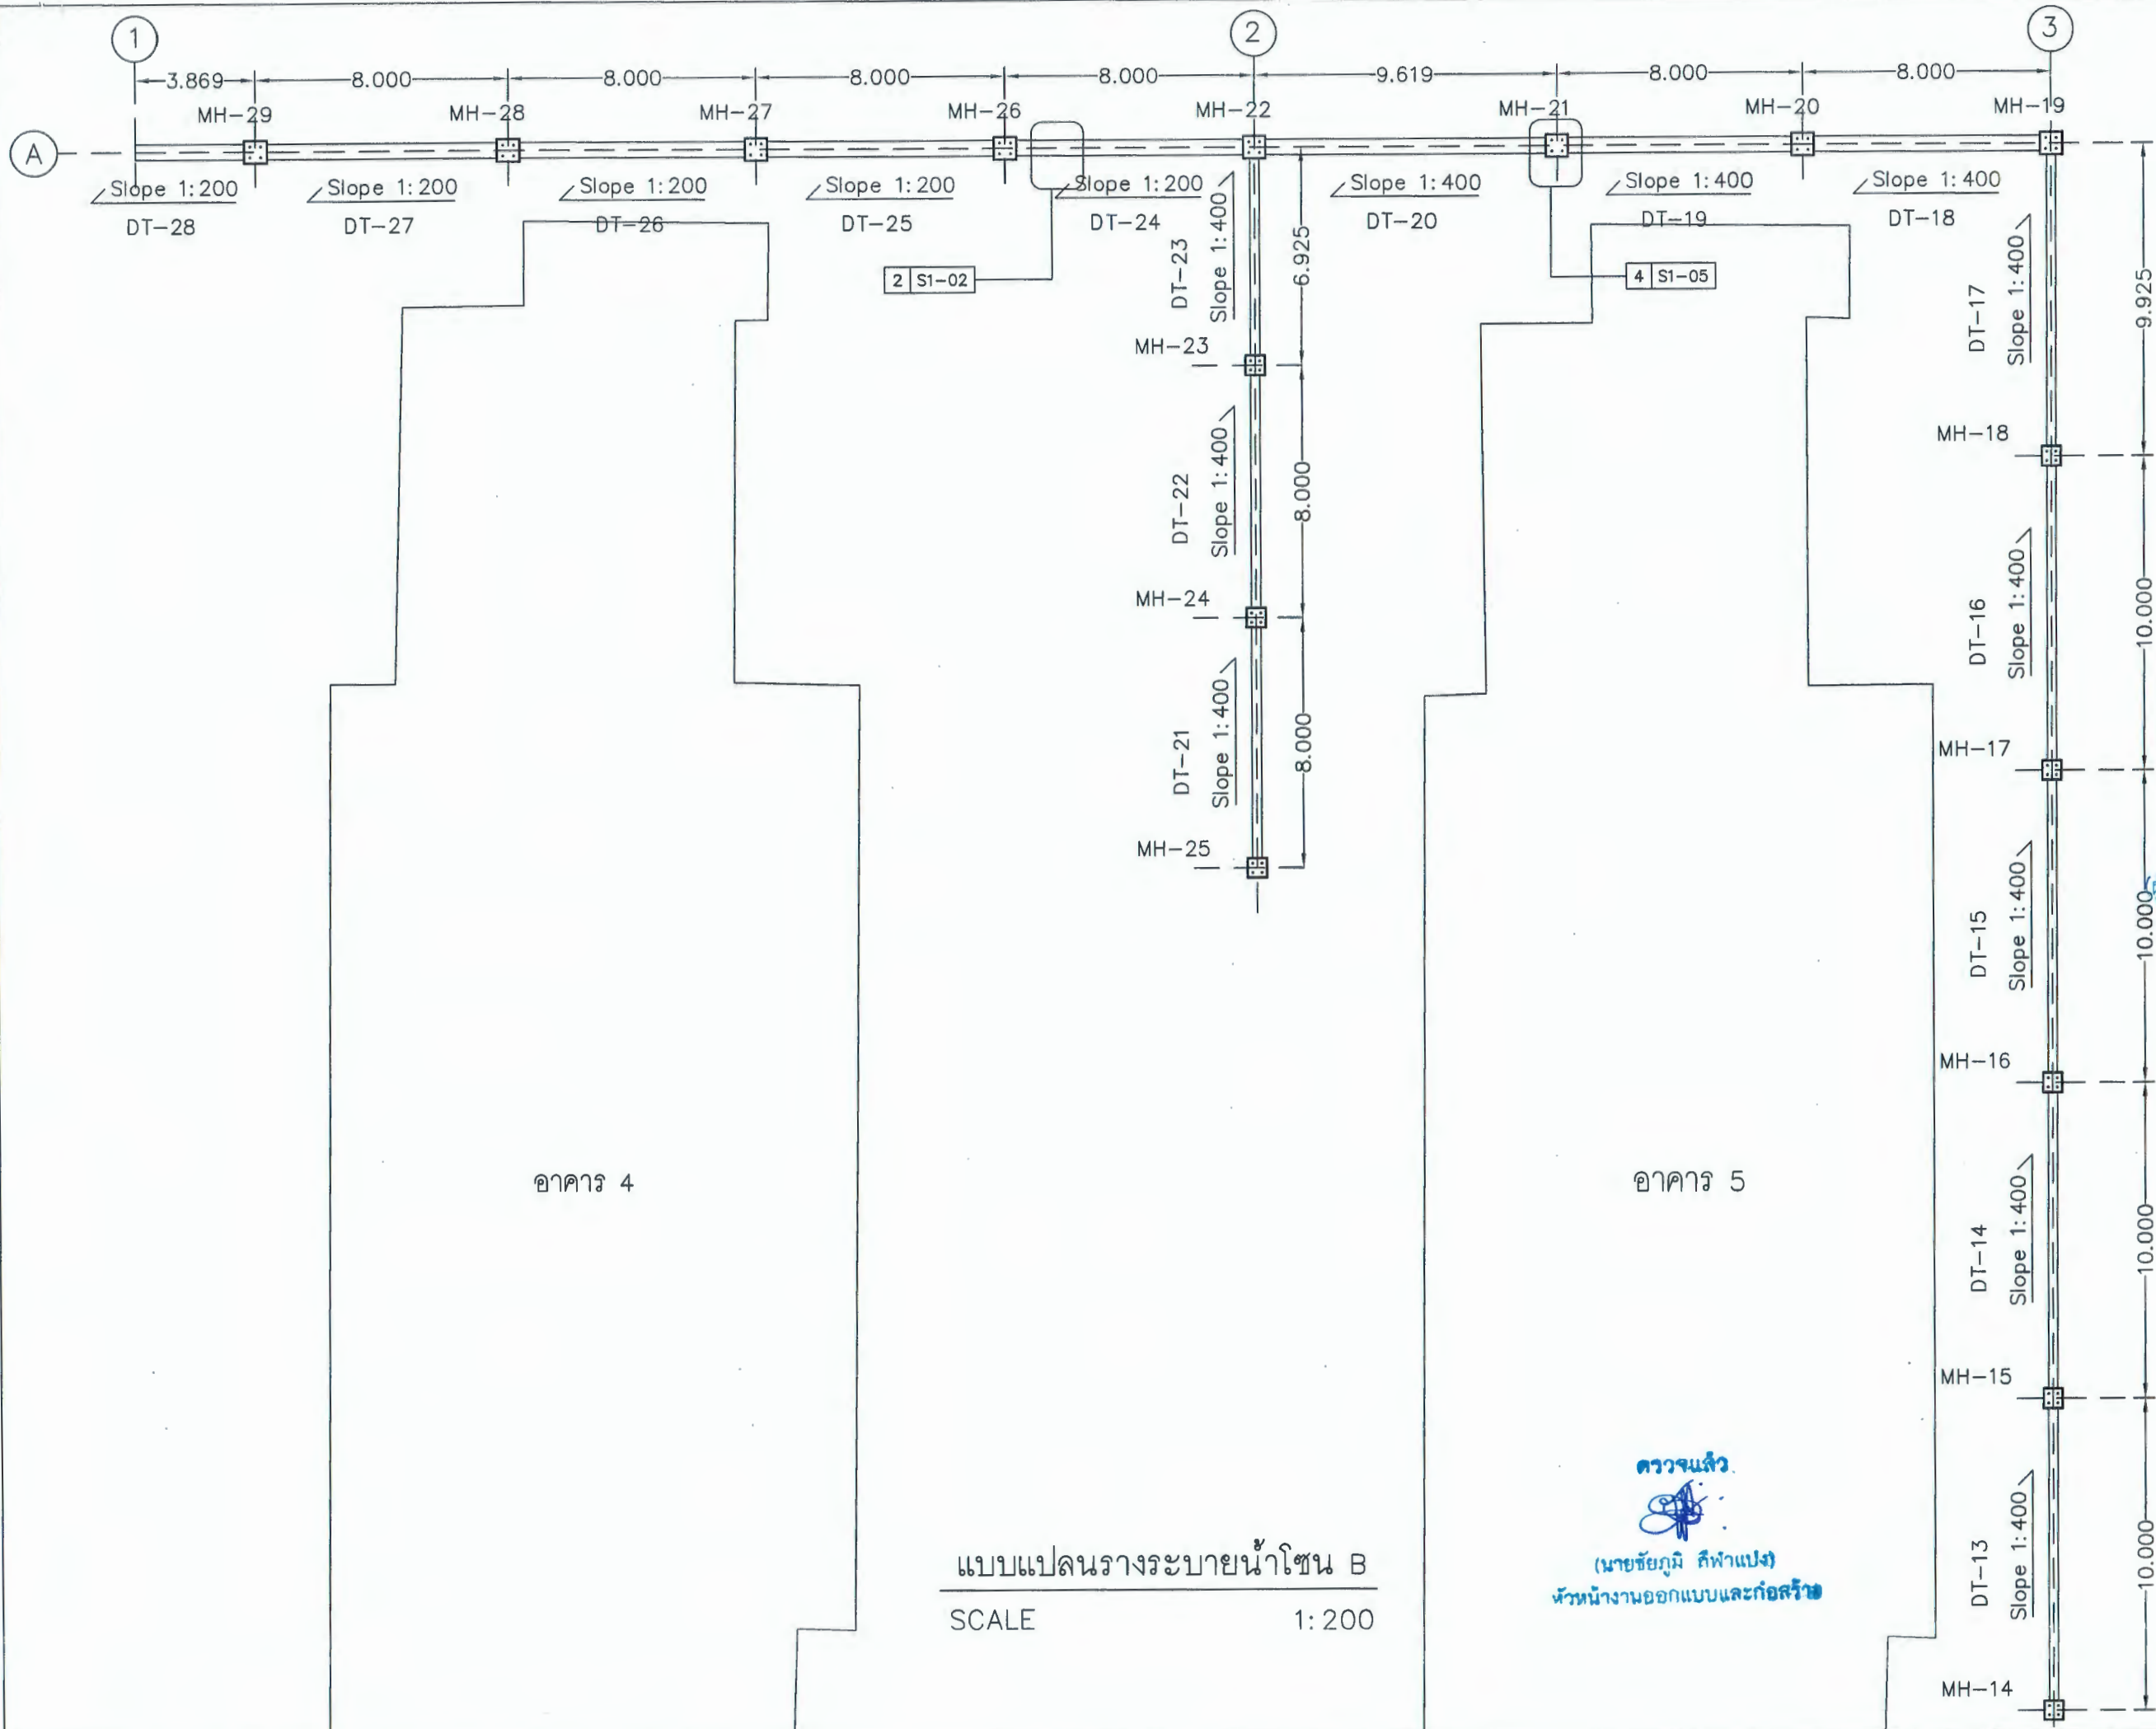 1 2 3
3.869 8.000 8.000 8.000 8.000 9.619 8.000 8.000
MH-29 MH-28 MH-27 MH-26 MH-22 MH-21 MH-20 MH-19
A
Slope 1:200 Slope 1:200 Slope 1:200 Slope 1:200 Slope 1:200 Slope 1:400 Slope 1:400 Slope 1:400
DT-28 DT-27 DT-26 DT-25 DT-24 DT-20 DT-19 DT-18
2 S1-02
4 S1-05
DT-23
Slope 1:400
6.925
MH-23
DT-22
Slope 1:400
8.000
MH-24
DT-21
Slope 1:400
8.000
MH-25
DT-17
Slope 1:400
9.925
MH-18
DT-16
Slope 1:400
10.000
MH-17
DT-15
Slope 1:400
10.000
MH-16
DT-14
Slope 1:400
10.000
MH-15
DT-13
Slope 1:400
10.000
MH-14
อาคาร 4
อาคาร 5
แบบแปลนรางระบายน้ำโซน B
SCALE 1:200
ตรวจแล้ว
(นายชัยภูมิ
หัวหน้างานออกแบบและก่อสร้าง